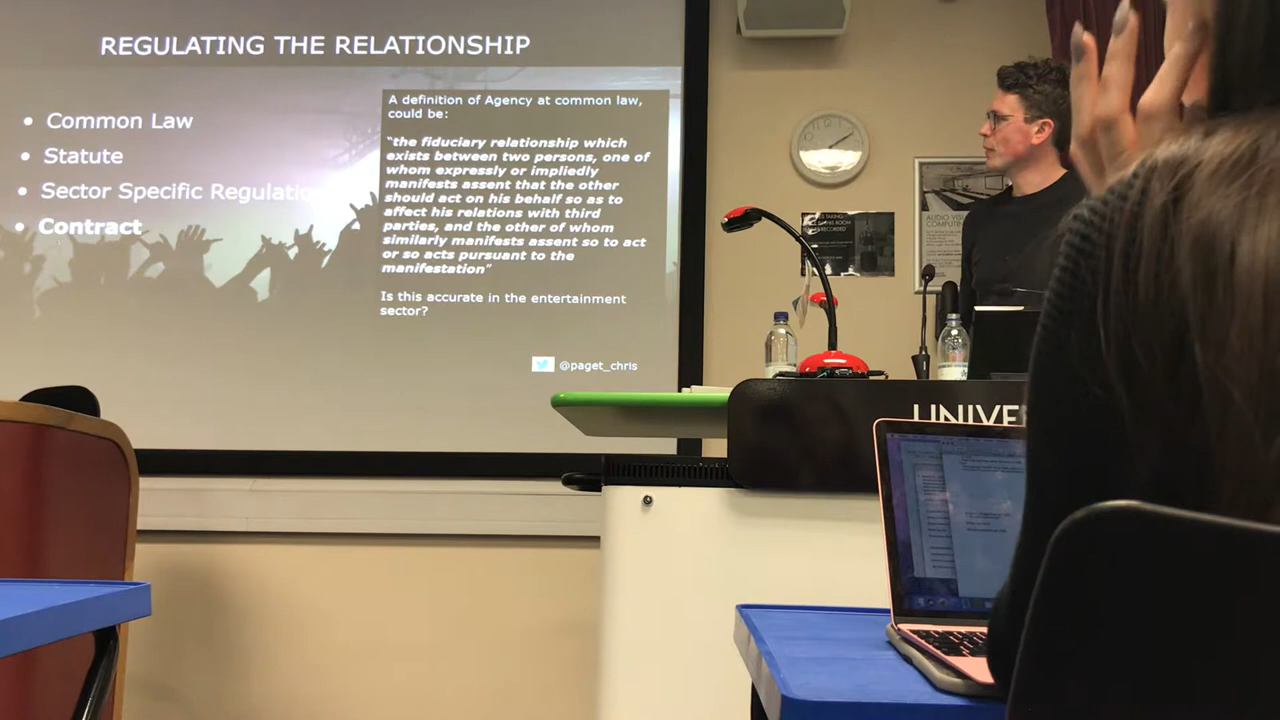 REGULATING THE RELATIONSHIP
• Common Law
• Statute
• Sector Specific Regulatio
• Contract
A definition of Agency at common law,
could be:
"the fiduciary relationship which
exists between two persons, one of
whom expressly or impliedly
manifests assent that the other
should act on his behalf so as to
affect his relations with third
parties, and the other of whom
similarly manifests assent so to act
or so acts pursuant to the
manifestation"
Is this accurate in the entertainment
sector?
@paget_chris
AUDIO VISU
COMPUTIN
UNIVE